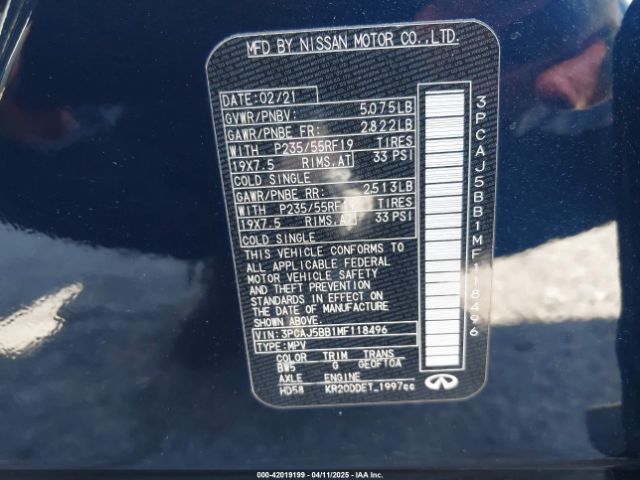 MFD BY NISSAN MOTOR CO.,LTD.
DATE: 02/21
GVWR/PNBV: 5,075LB
GAWR/PNBE FR: 2,822LB
WITH P235/55RF19 TIRES
19X7.5 RIMS,AT 33 PSI
COLD SINGLE
GAWR/PNBE RR: 2,513LB
WITH P235/55RF19 TIRES
19X7.5 RIMS,AT 33 PSI
COLD SINGLE
THIS VEHICLE CONFORMS TO
ALL APPLICABLE FEDERAL
MOTOR VEHICLE SAFETY
AND THEFT PREVENTION
STANDARDS IN EFFECT ON
THE DATE OF MANUFACTURE
SHOWN ABOVE.
VIN: 3PCAJ5BB1MF118496
TYPE: MPV
COLOR TRIM TRANS
BW5 G GE0FT0A
AXLE ENGINE
HD58 KR20DDET_1997cc
3PCAJ5BB1MF118496
000-42019199 - 04/11/2025 - IAAI.COM